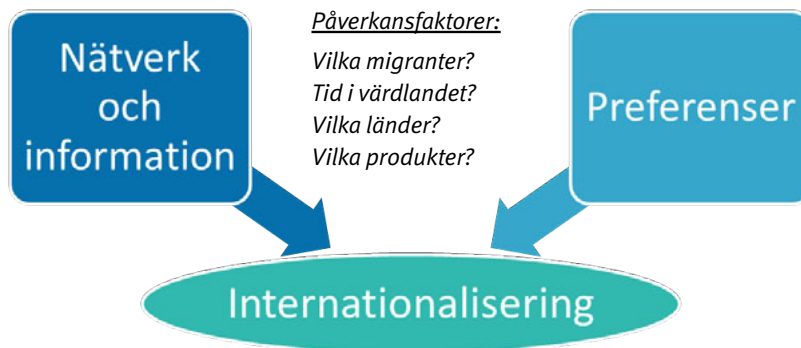 Nätverk
och
information
Påverkansfaktorer:
Vilka migranter?
Tid i värdlandet?
Vilka länder?
Vilka produkter?
Preferenser
Internationalisering